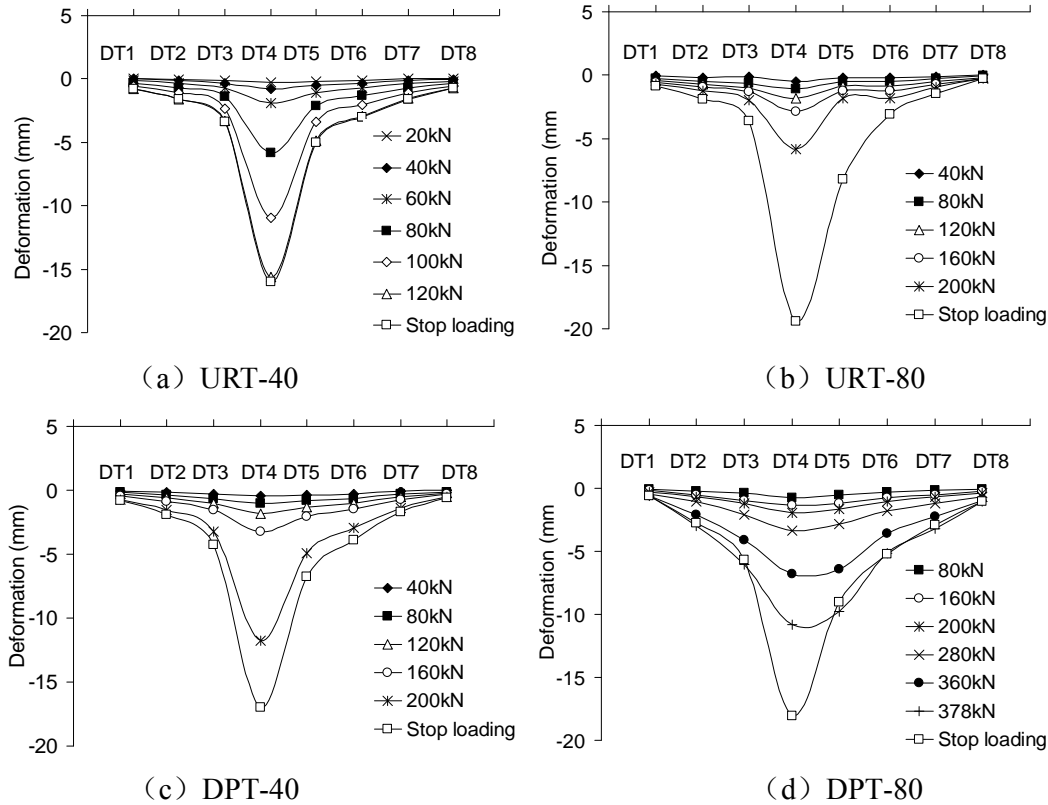 5
DT1 DT2 DT3 DT4 DT5 DT6 DT7 DT8
0
-5
-10
-15
-20
Deformation (mm)
20kN
40kN
60kN
80kN
100kN
120kN
Stop loading
(a) URT-40
5
DT1 DT2 DT3 DT4 DT5 DT6 DT7 DT8
0
-5
-10
-15
-20
Deformation (mm
40kN
80kN
120kN
160kN
200kN
Stop loading
(b) URT-80
5
DT1 DT2 DT3 DT4 DT5 DT6 DT7 DT8
0
-5
-10
-15
-20
Deformation (mm)
40kN
80kN
120kN
160kN
200kN
Stop loading
(c) DPT-40
5
DT1 DT2 DT3 DT4 DT5 DT6 DT7 DT8
0
-5
-10
-15
-20
Deformation (mm)
80kN
160kN
200kN
280kN
360kN
378kN
Stop loading
(d) DPT-80